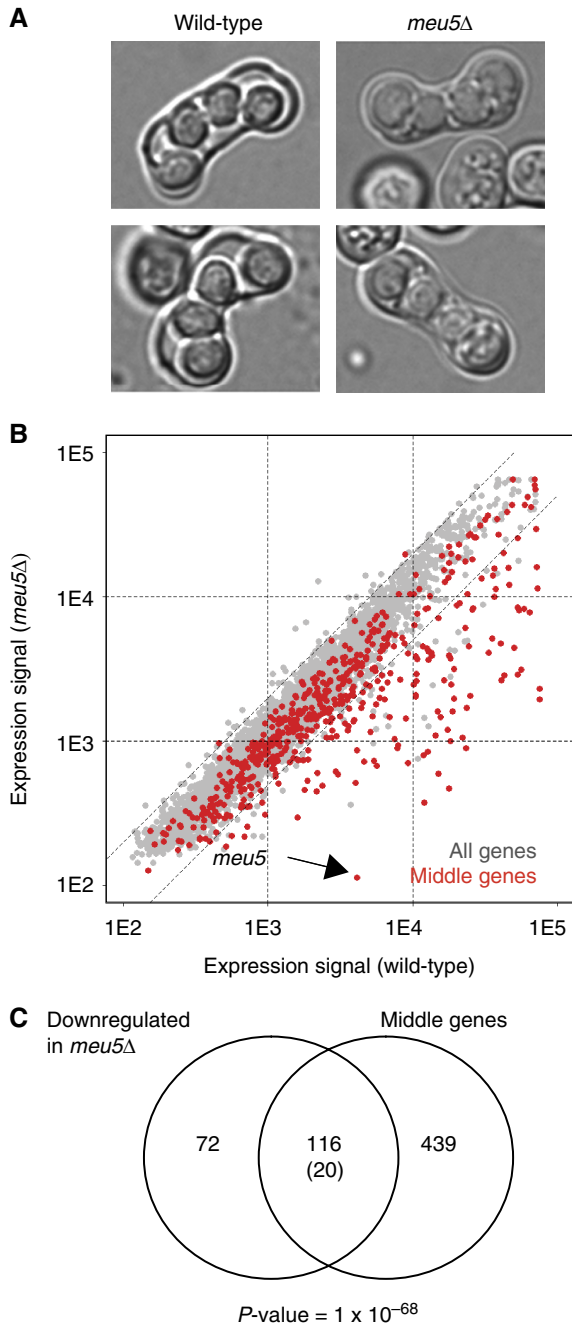 A
Wild-type
meu5Δ
B
Expression signal (meu5Δ)
1E5
1E4
1E3
1E2
meu5
All genes
Middle genes
1E2
1E3
1E4
1E5
Expression signal (wild-type)
C
Downregulated
in meu5Δ
Middle genes
72
116
(20)
439
P-value = 1 x 10⁻⁶⁸